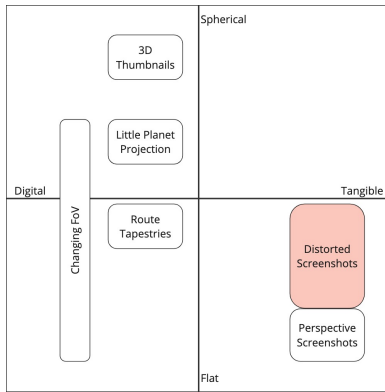 Spherical
3D
Thumbnails
Little Planet
Projection
Digital
Tangible
Changing FoV
Route
Tapestries
Distorted
Screenshots
Perspective
Screenshots
Flat